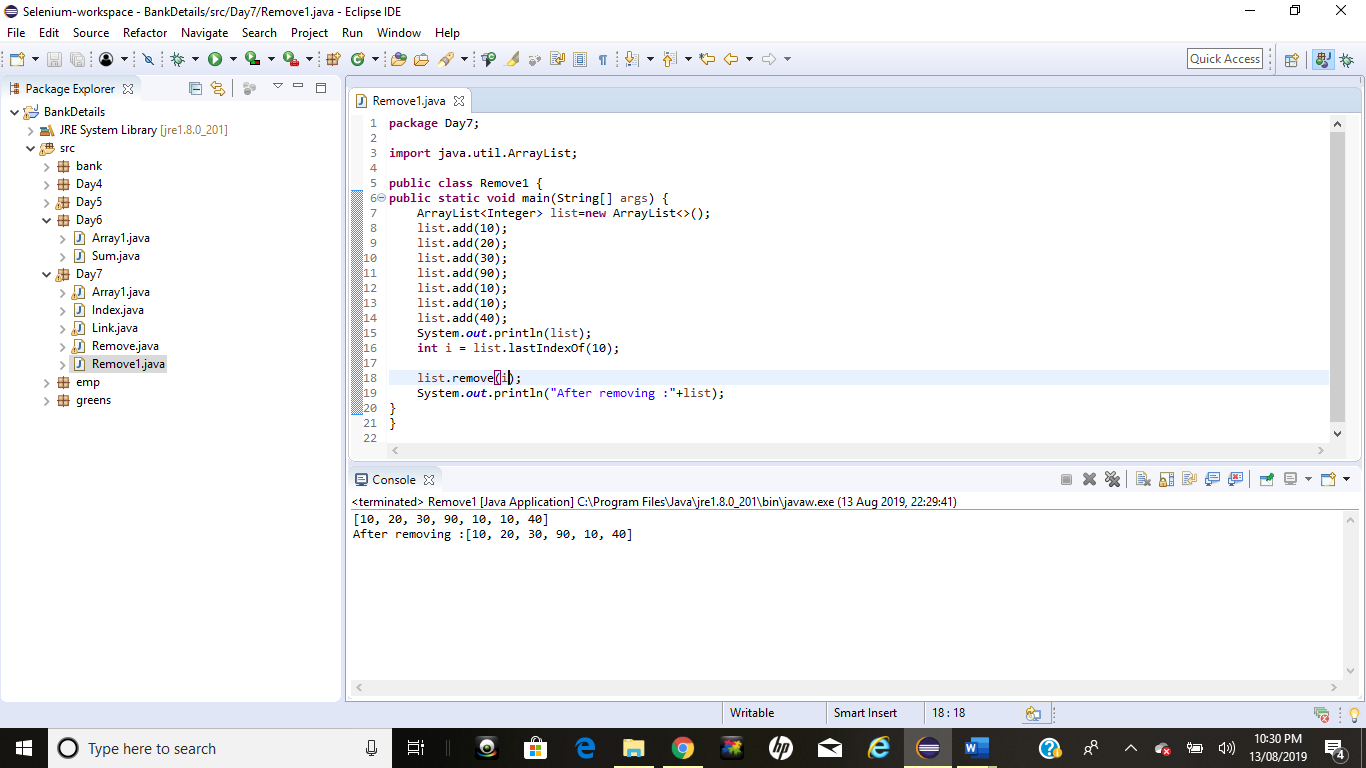 Selenium-workspace - BankDetails/src/Day7/Remove1.java - Eclipse IDE
File Edit Source Refactor Navigate Search Project Run Window Help
Quick Access
Package Explorer
BankDetails
JRE System Library [jre1.8.0_201]
src
bank
Day4
Day5
Day6
Array1.java
Sum.java
Day7
Array1.java
Index.java
Link.java
Remove.java
Remove1.java
emp
greens
Remove1.java
1 package Day7;
2
3 import java.util.ArrayList;
4
5 public class Remove1 {
6 public static void main(String[] args) {
7 ArrayList<Integer> list=new ArrayList<>();
8 list.add(10);
9 list.add(20);
10 list.add(30);
11 list.add(90);
12 list.add(10);
13 list.add(10);
14 list.add(40);
15 System.out.println(list);
16 int i = list.lastIndexOf(10);
17
18 list.remove(i);
19 System.out.println("After removing :"+list);
20 }
21 }
22
Console
<terminated> Remove1 [Java Application] C:\Program Files\Java\jre1.8.0_201\bin\javaw.exe (13 Aug 2019, 22:29:41)
[10, 20, 30, 90, 10, 10, 40]
After removing :[10, 20, 30, 90, 10, 40]
Writable Smart Insert 18 : 18
Type here to search
10:30 PM
13/08/2019
4